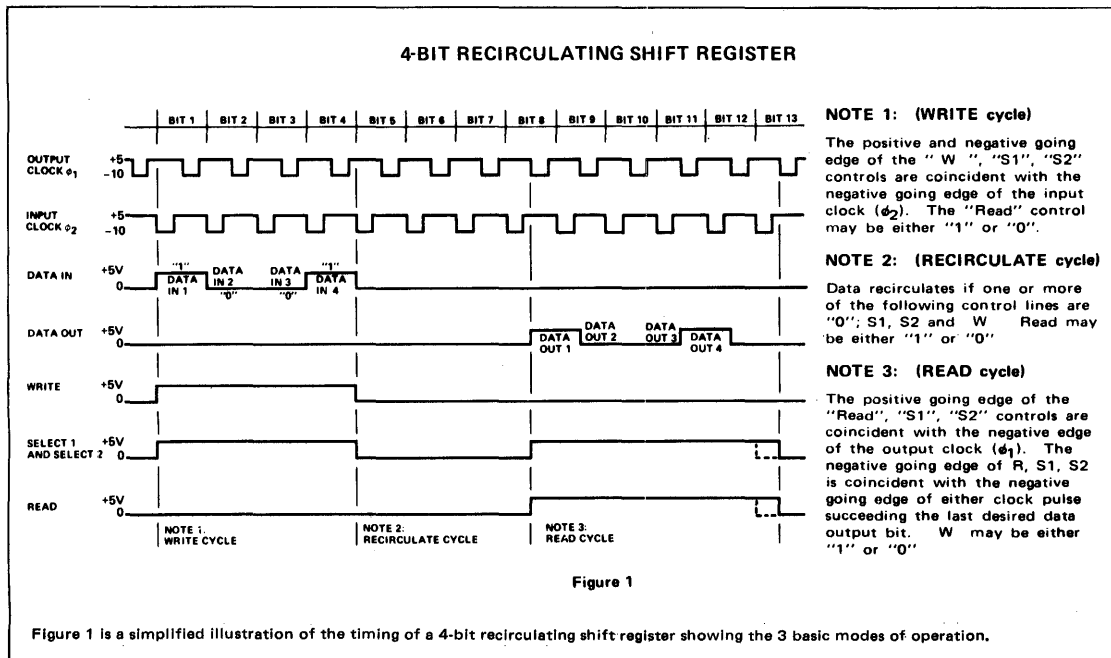 4-BIT RECIRCULATING SHIFT REGISTER
BIT 1 BIT 2 BIT 3 BIT 4 BIT 5 BIT 6 BIT 7 BIT 8 BIT 9 BIT 10 BIT 11 BIT 12 BIT 13
OUTPUT
CLOCK ϕ1
+5
-10
INPUT
CLOCK ϕ2
+5
-10
DATA IN
+5V
0
"1"
DATA
IN 1
DATA
IN 2
"0"
DATA
IN 3
"0"
"1"
DATA
IN 4
DATA OUT
+5V
0
DATA
OUT 1
DATA
OUT 2
DATA
OUT 3
DATA
OUT 4
WRITE
+5V
0
SELECT 1
AND SELECT 2
+5V
0
READ
+5V
0
NOTE 1:
WRITE CYCLE
NOTE 2:
RECIRCULATE CYCLE
NOTE 3:
READ CYCLE
Figure 1
NOTE 1: (WRITE cycle)
The positive and negative going
edge of the " W ", "S1", "S2"
controls are coincident with the
negative going edge of the input
clock (ϕ2). The "Read" control
may be either "1" or "0".
NOTE 2: (RECIRCULATE cycle)
Data recirculates if one or more
of the following control lines are
"0"; S1, S2 and W Read may
be either "1" or "0"
NOTE 3: (READ cycle)
The positive going edge of the
"Read", "S1", "S2" controls are
coincident with the negative edge
of the output clock (ϕ1). The
negative going edge of R, S1, S2
is coincident with the negative
going edge of either clock pulse
succeeding the last desired data
output bit. W may be either
"1" or "0"
Figure 1 is a simplified illustration of the timing of a 4-bit recirculating shift register showing the 3 basic modes of operation.